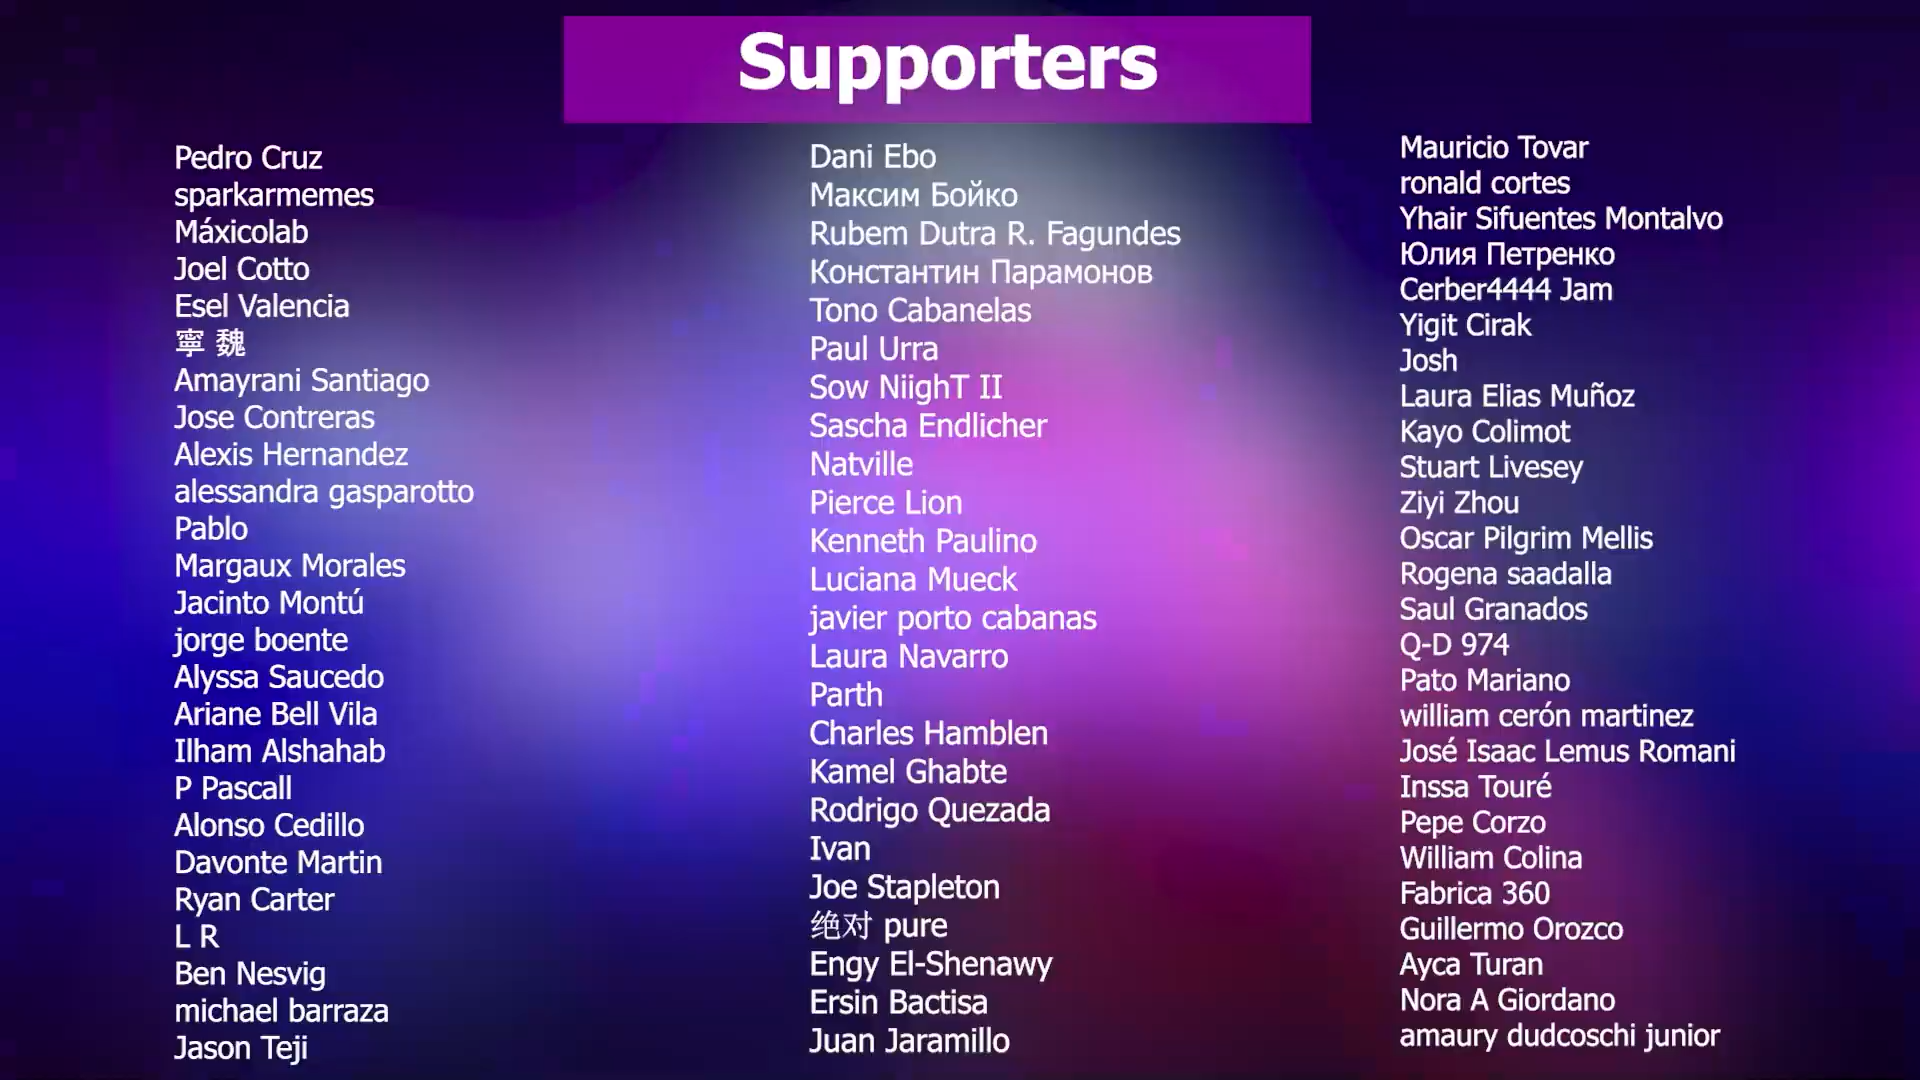 Supporters
Pedro Cruz
sparkarmemes
Máxicolab
Joel Cotto
Esel Valencia
寧 魏
Amayrani Santiago
Jose Contreras
Alexis Hernandez
alessandra gasparotto
Pablo
Margaux Morales
Jacinto Montú
jorge boente
Alyssa Saucedo
Ariane Bell Vila
Ilham Alshahab
P Pascall
Alonso Cedillo
Davonte Martin
Ryan Carter
L R
Ben Nesvig
michael barraza
Jason Teji
Dani Ebo
Максим Бойко
Rubem Dutra R. Fagundes
Константин Парамонов
Tono Cabanelas
Paul Urra
Sow NiighT II
Sascha Endlicher
Natville
Pierce Lion
Kenneth Paulino
Luciana Mueck
javier porto cabanas
Laura Navarro
Parth
Charles Hamblen
Kamel Ghabte
Rodrigo Quezada
Ivan
Joe Stapleton
绝对 pure
Engy El-Shenawy
Ersin Bactisa
Juan Jaramillo
Mauricio Tovar
ronald cortes
Yhair Sifuentes Montalvo
Юлия Петренко
Cerber4444 Jam
Yigit Cirak
Josh
Laura Elias Muñoz
Kayo Colimot
Stuart Livesey
Ziyi Zhou
Oscar Pilgrim Mellis
Rogena saadalla
Saul Granados
Q-D 974
Pato Mariano
william cerón martinez
José Isaac Lemus Romani
Inssa Touré
Pepe Corzo
William Colina
Fabrica 360
Guillermo Orozco
Ayca Turan
Nora A Giordano
amaury dudcoschi junior